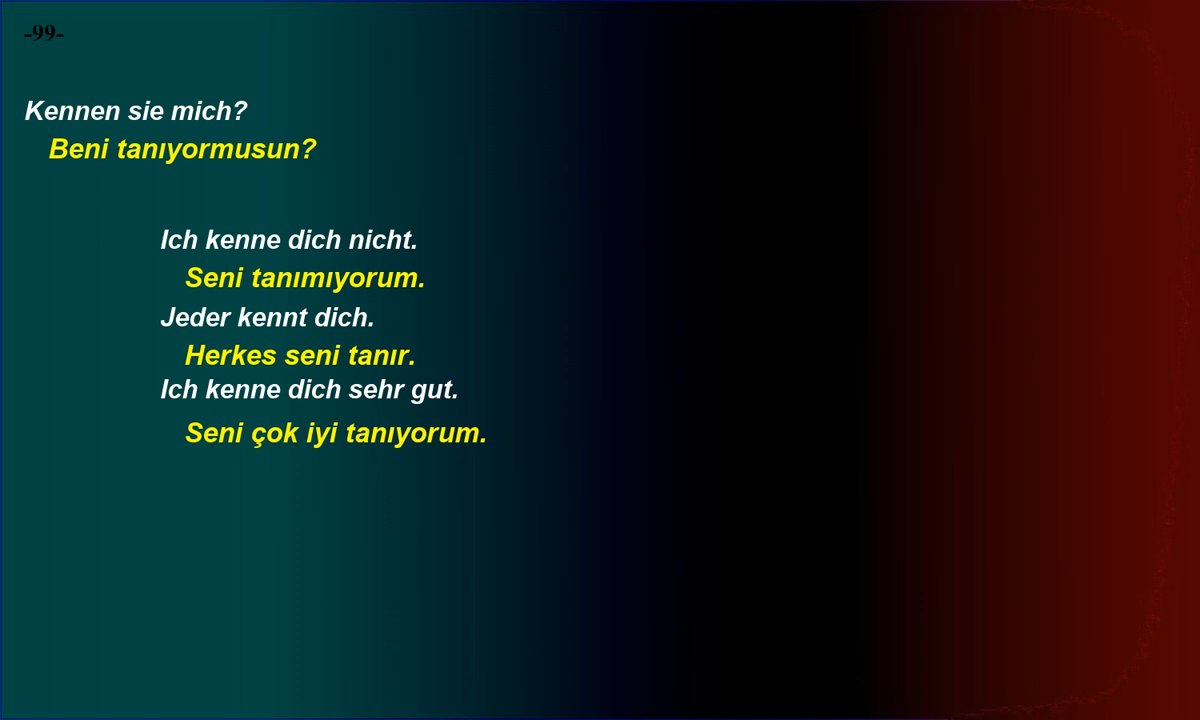 -99-
Kennen sie mich?
Beni tanıyormusun?
Ich kenne dich nicht.
Seni tanımıyorum.
Jeder kennt dich.
Herkes seni tanır.
Ich kenne dich sehr gut.
Seni çok iyi tanıyorum.